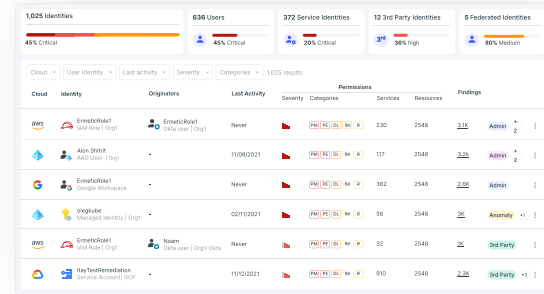 1,025 Identities
45% Critical
636 Users
45% Critical
372 Service Identities
20% Critical
12 3rd Party Identities
3rd
36% high
5 Federated Identities
80% Medium
Cloud User Identity Last activity Severity Categories 1,025 results
Permissions
Cloud Identity Originators Last Activity Severity Categories Services Resources Findings
aws ErmeticRole1 ErmeticRole1 Never PM PE DL IM R 230 2548 3.1K Admin + 2
IAM Role | Org1 Okta user | Org1
Alon Shitrit - 11/09/2021 PM PE DL IM R 117 2548 3.2k Admin + 2
AAD User | Org1
ErmeticRole1 - Never PM PE DL IM R 362 2548 2.6K Admin
Google Workspace
olegkube - 02/11/2021 PM PE DL IM R 56 2548 3K Anomaly +1
Managed Identity | Org1
aws ErmeticRole1 Noam Never PM PE DL IM R 32 2548 1K 3rd Party
IAM Role | Org1 Okta user | Org1-Okta
ItayTestRemediation - 11/12/2021 PM PE DL IM R 910 2548 2.3K 3rd Party +3
Service Account| GCP